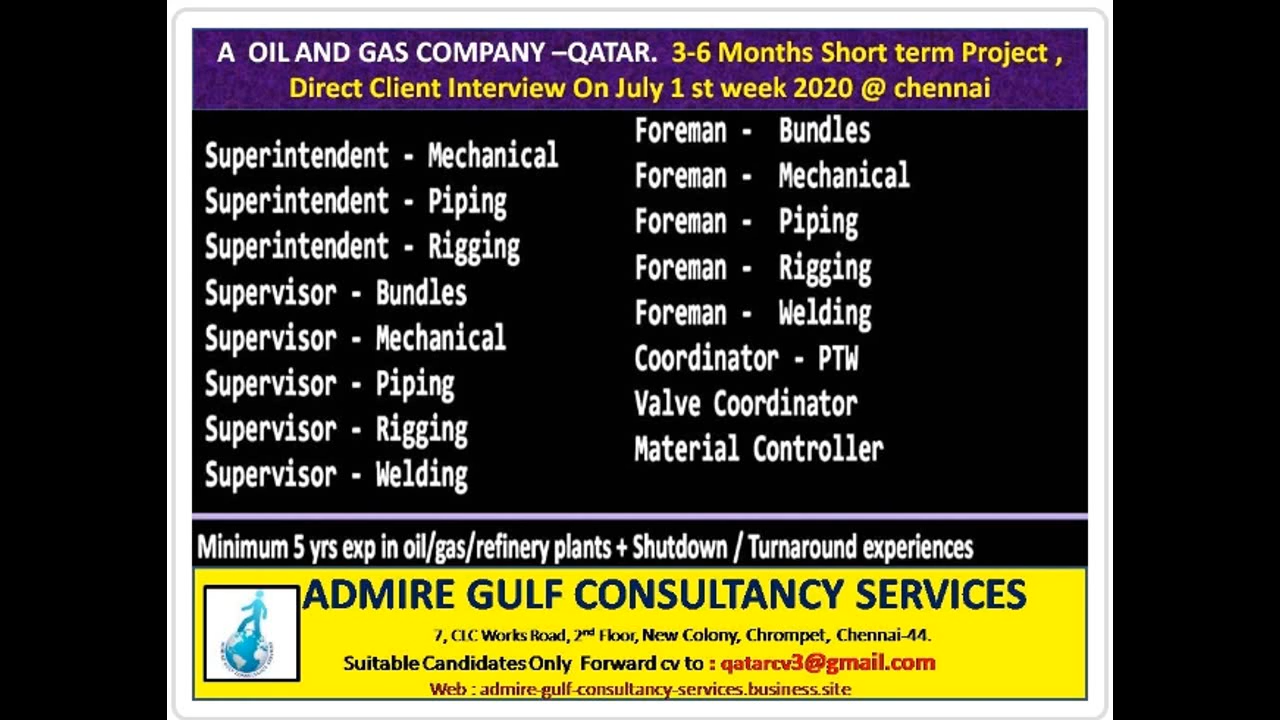 A OIL AND GAS COMPANY –QATAR. 3-6 Months Short term Project ,
Direct Client Interview On July 1 st week 2020 @ chennai
Superintendent - Mechanical
Superintendent - Piping
Superintendent - Rigging
Supervisor - Bundles
Supervisor - Mechanical
Supervisor - Piping
Supervisor - Rigging
Supervisor - Welding
Foreman - Bundles
Foreman - Mechanical
Foreman - Piping
Foreman - Rigging
Foreman - Welding
Coordinator - PTW
Valve Coordinator
Material Controller
Minimum 5 yrs exp in oil/gas/refinery plants + Shutdown / Turnaround experiences
ADMIRE GULF CONSULTANCY SERVICES
7, CLC Works Road, 2nd Floor, New Colony, Chrompet, Chennai-44.
Suitable Candidates Only Forward cv to : qatarcv3@gmail.com
Web : admire-gulf-consultancy-services.business.site